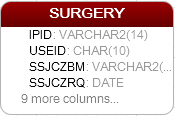 SURGERY
IPID: VARCHAR2(14)
USEID: CHAR(10)
SSJCZBM: VARCHAR2(...
SSJCZRQ: DATE
9 more columns...